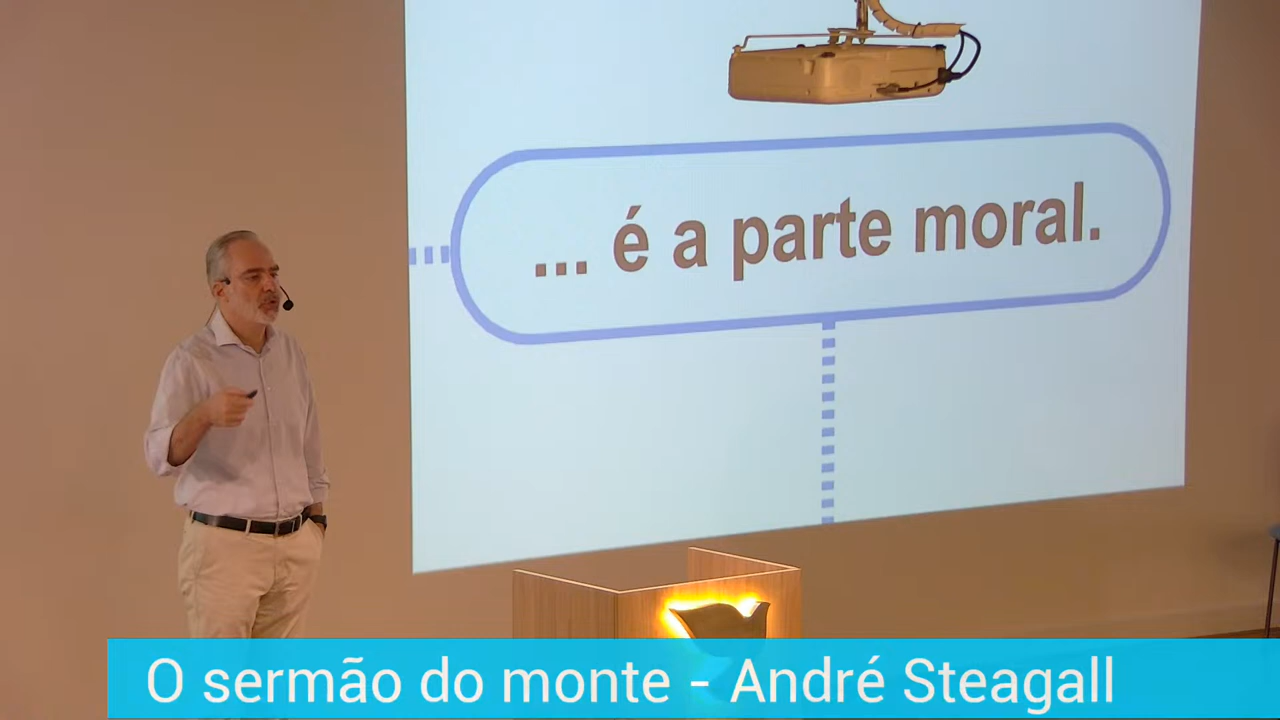 ... é a parte moral.
O sermão do monte - André Steagall